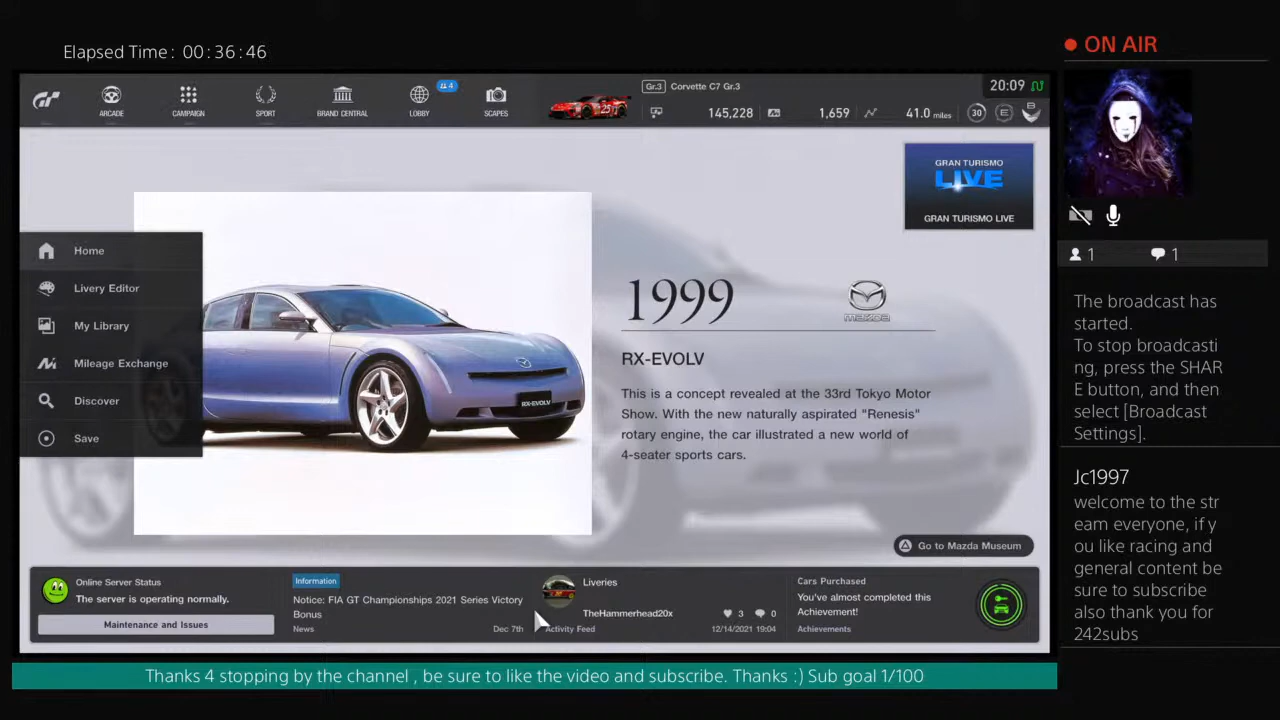 Elapsed Time: 00:36:46
ON AIR
GT
ARCADE
CAMPAIGN
SPORT
BRAND CENTRAL
4
LOBBY
SCAPES
25
Gr.3 Corvette C7 Gr.3
145,228
1,659
41.0 miles
30
E
B
20:09
GRAN TURISMO
LIVE
GRAN TURISMO LIVE
Home
Livery Editor
My Library
Mileage Exchange
Discover
Save
RX-EVOLV
1999
mazda
RX-EVOLV
This is a concept revealed at the 33rd Tokyo Motor
Show. With the new naturally aspirated "Renesis"
rotary engine, the car illustrated a new world of
4-seater sports cars.
Go to Mazda Museum
Online Server Status
The server is operating normally.
Maintenance and Issues
Information
Notice: FIA GT Championships 2021 Series Victory
Bonus
News
Dec 7th
Liveries
TheHammerhead20x
3
0
Activity Feed
12/14/2021 19:04
Cars Purchased
You've almost completed this
Achievement!
Achievements
1
1
The broadcast has
started.
To stop broadcasti
ng, press the SHAR
E button, and then
select [Broadcast
Settings].
Jc1997
welcome to the str
eam everyone, if y
ou like racing and
general content be
sure to subscribe
also thank you for
242subs
Thanks 4 stopping by the channel , be sure to like the video and subscribe. Thanks :) Sub goal 1/100